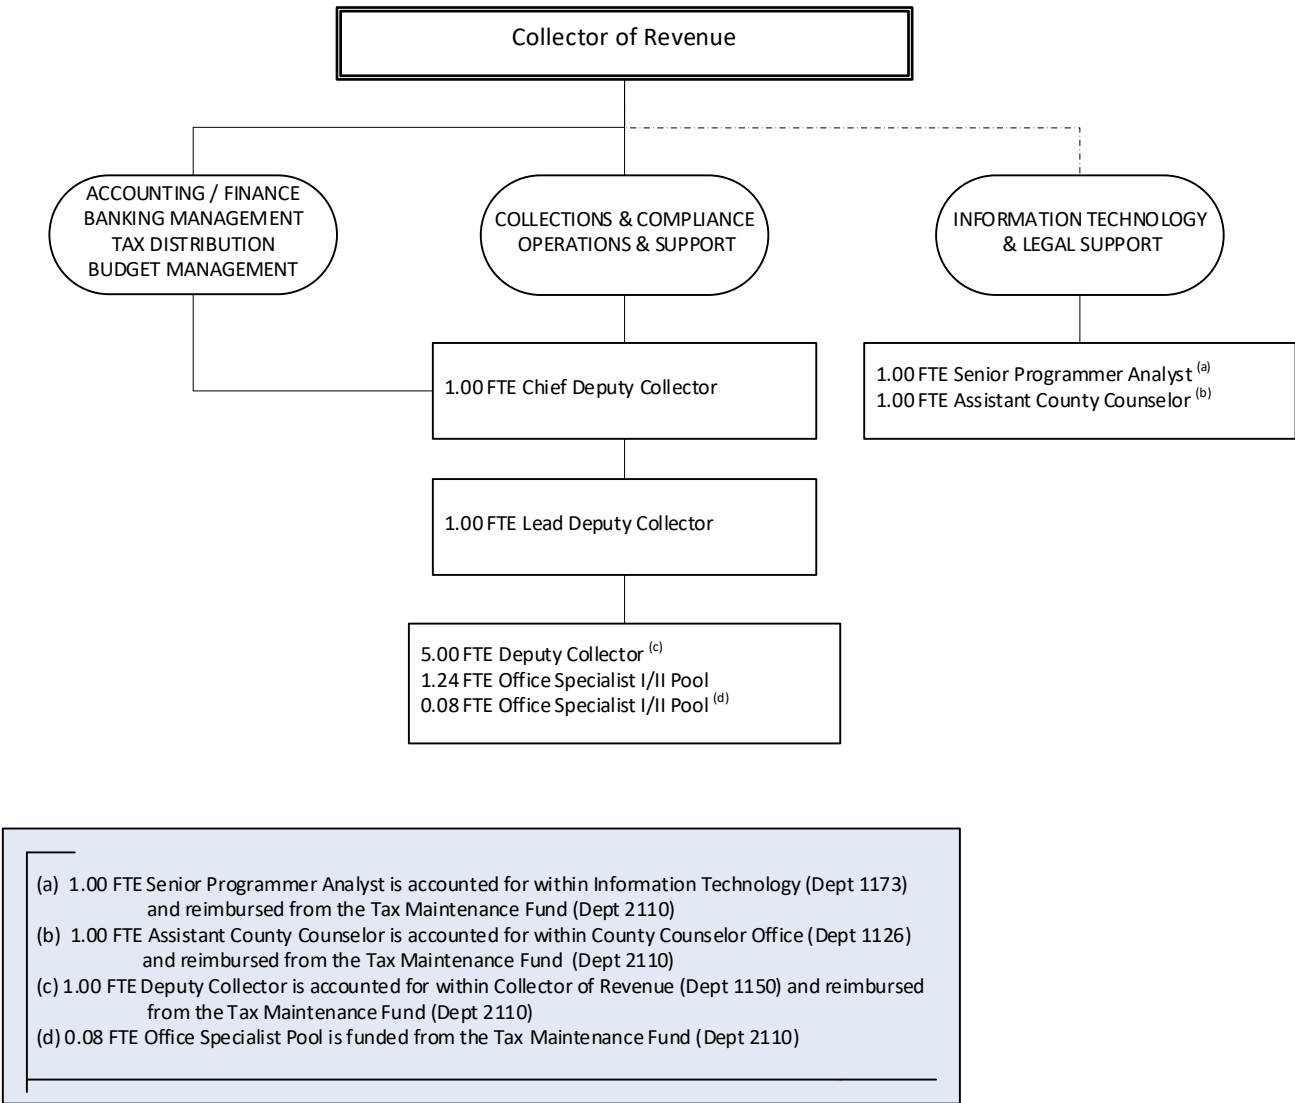 Collector of Revenue
ACCOUNTING / FINANCE
BANKING MANAGEMENT
TAX DISTRIBUTION
BUDGET MANAGEMENT
COLLECTIONS & COMPLIANCE
OPERATIONS & SUPPORT
INFORMATION TECHNOLOGY
& LEGAL SUPPORT
1.00 FTE Chief Deputy Collector
1.00 FTE Senior Programmer Analyst (a)
1.00 FTE Assistant County Counselor (b)
1.00 FTE Lead Deputy Collector
5.00 FTE Deputy Collector (c)
1.24 FTE Office Specialist I/II Pool
0.08 FTE Office Specialist I/II Pool (d)
(a) 1.00 FTE Senior Programmer Analyst is accounted for within Information Technology (Dept 1173)
and reimbursed from the Tax Maintenance Fund (Dept 2110)
(b) 1.00 FTE Assistant County Counselor is accounted for within County Counselor Office (Dept 1126)
and reimbursed from the Tax Maintenance Fund (Dept 2110)
(c) 1.00 FTE Deputy Collector is accounted for within Collector of Revenue (Dept 1150) and reimbursed
from the Tax Maintenance Fund (Dept 2110)
(d) 0.08 FTE Office Specialist Pool is funded from the Tax Maintenance Fund (Dept 2110)